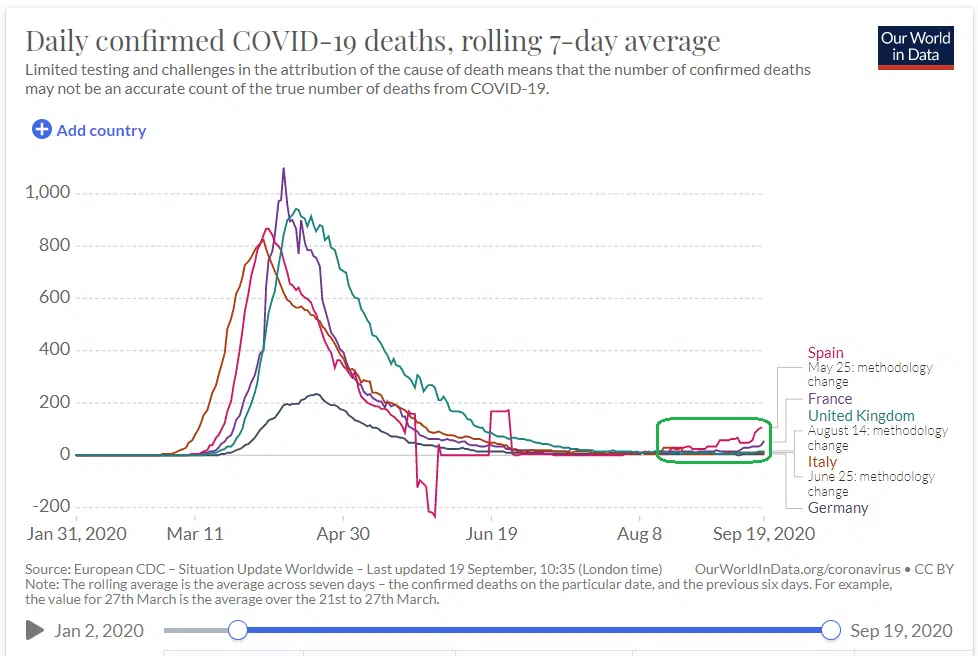 Daily confirmed COVID-19 deaths, rolling 7-day average
Our World
in Data
Limited testing and challenges in the attribution of the cause of death means that the number of confirmed deaths
may not be an accurate count of the true number of deaths from COVID-19.
Add country
1,000
800
600
400
200
0
-200
Spain
May 25: methodology
change
France
United Kingdom
August 14: methodology
change
Italy
June 25: methodology
change
Germany
Jan 31, 2020 Mar 11 Apr 30 Jun 19 Aug 8 Sep 19, 2020
Source: European CDC – Situation Update Worldwide – Last updated 19 September, 10:35 (London time) OurWorldInData.org/coronavirus • CC BY
Note: The rolling average is the average across seven days – the confirmed deaths on the particular date, and the previous six days. For example,
the value for 27th March is the average over the 21st to 27th March.
Jan 2, 2020 Sep 19, 2020